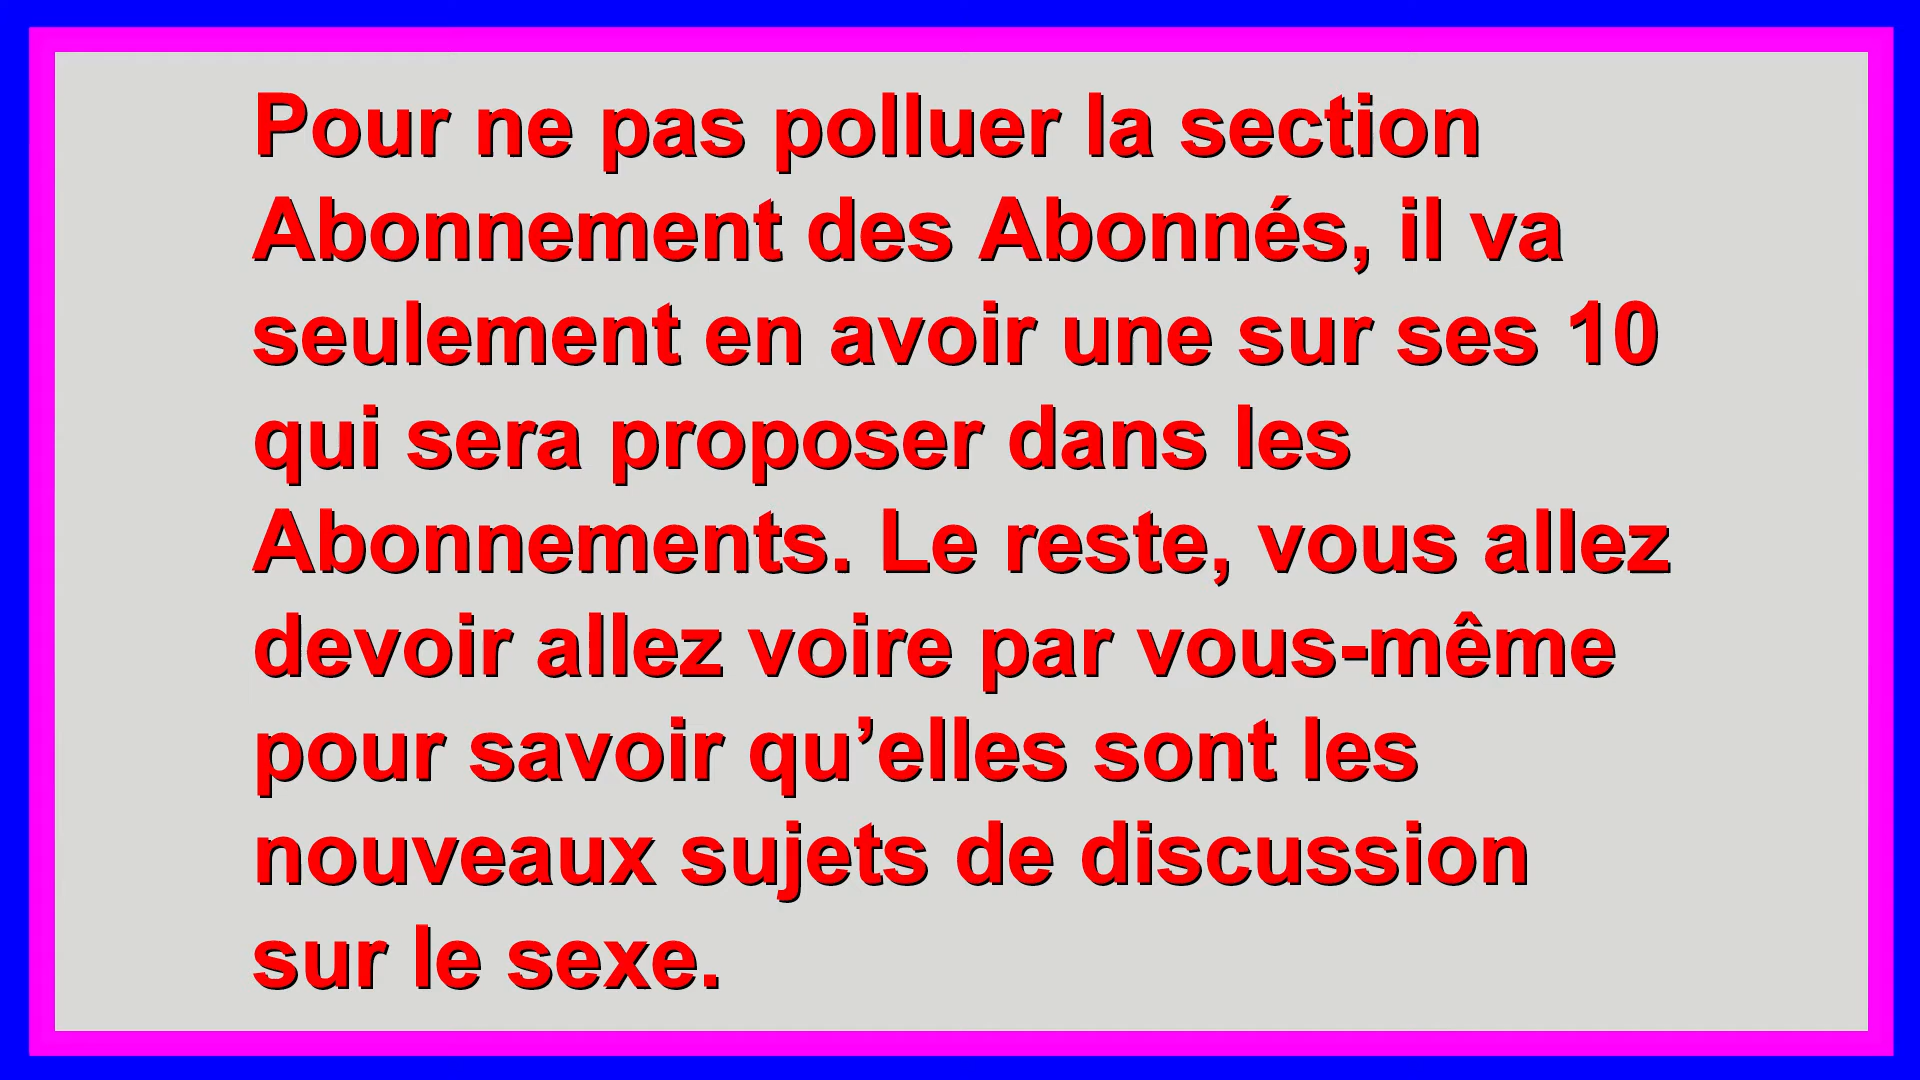 Pour ne pas polluer la section
Abonnement des Abonnés, il va
seulement en avoir une sur ses 10
qui sera proposer dans les
Abonnements. Le reste, vous allez
devoir allez voire par vous-même
pour savoir qu’elles sont les
nouveaux sujets de discussion
sur le sexe.